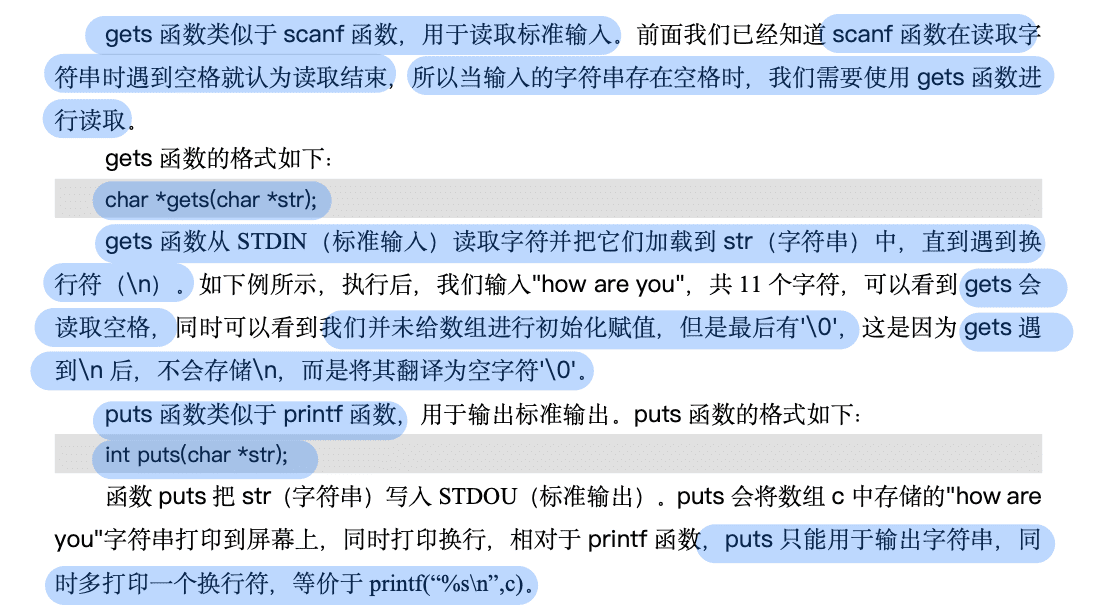 gets 函数类似于 scanf 函数，用于读取标准输入。前面我们已经知道 scanf 函数在读取字
符串时遇到空格就认为读取结束，所以当输入的字符串存在空格时，我们需要使用 gets 函数进
行读取。
gets 函数的格式如下：
char *gets(char *str);
gets 函数从 STDIN（标准输入）读取字符并把它们加载到 str（字符串）中，直到遇到换
行符（\n）。如下例所示，执行后，我们输入"how are you"，共 11 个字符，可以看到 gets 会
读取空格，同时可以看到我们并未给数组进行初始化赋值，但是最后有'\0'，这是因为 gets 遇
到\n 后，不会存储\n，而是将其翻译为空字符'\0'。
puts 函数类似于 printf 函数，用于输出标准输出。puts 函数的格式如下：
int puts(char *str);
函数 puts 把 str（字符串）写入 STDOU（标准输出）。puts 会将数组 c 中存储的"how are
you"字符串打印到屏幕上，同时打印换行，相对于 printf 函数，puts 只能用于输出字符串，同
时多打印一个换行符，等价于 printf(“%s\n”,c)。